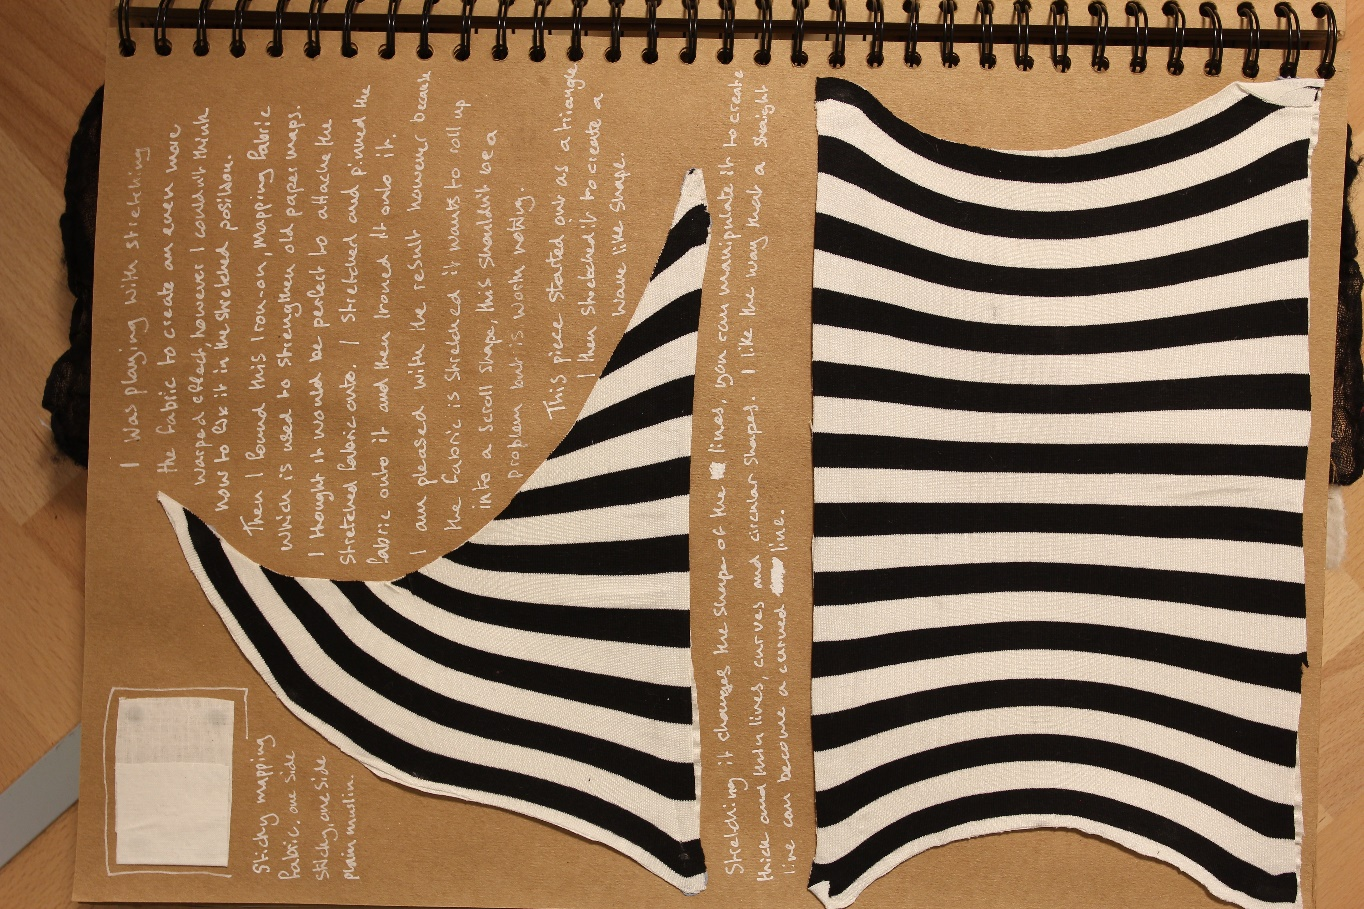 I was playing with stretching
the fabric to create an even more
warped effect however I couldn't think
how to fix it in the stretched position.
Then I found this iron-on, mapping fabric
which is used to strengthen old paper maps.
I thought it would be perfect to attach the
stretched fabric onto. I stretched and pinned the
fabric onto it and then ironed it onto it.
I am pleased with the result however because
the fabric is stretched it wants to roll up
into a scroll shape, this shouldn't be a
problem but is worth noting.
This piece started out as a triangle
I then stretched it to create a
wave like shape.
Stretching it changes the shape of the lines, you can manipulate it to create
thick and thin lines, curves and circular shapes. I like the way that a straight
line can become a curved line.
Sticky mapping
fabric, one side
sticky, one side
plain muslin.